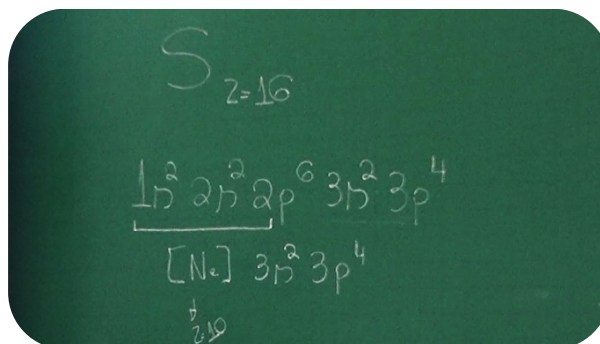 S z=16
1s² 2s² 2p⁶ 3s² 3p⁴
[Ne] 3s² 3p⁴
z=10